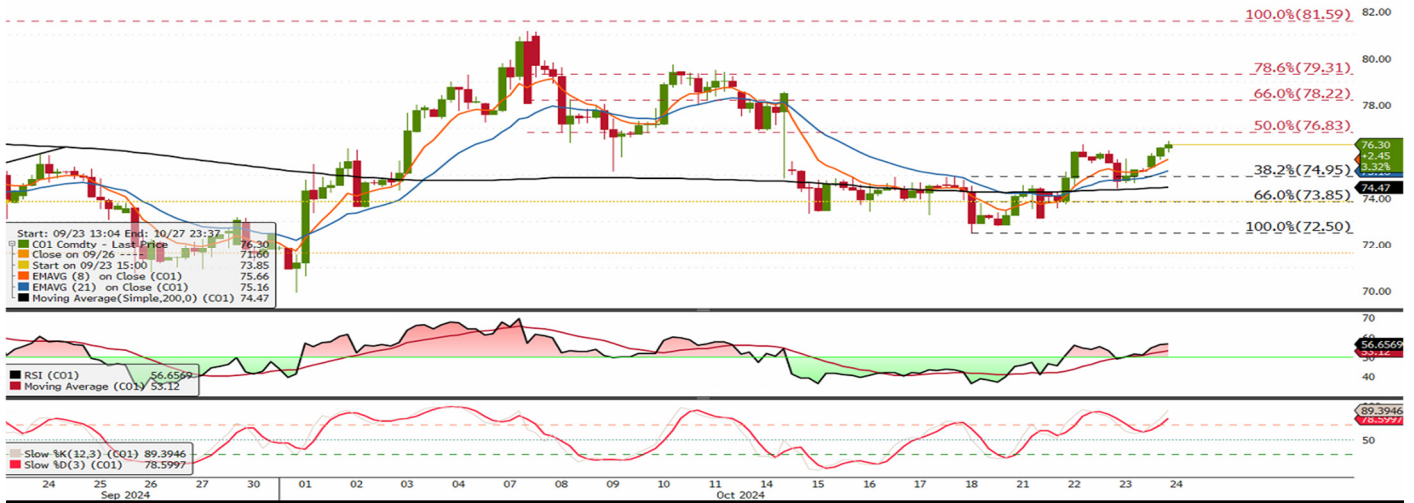 82.00
100.0%(81.59)
80.00
78.6%(79.31)
78.00
66.0%(78.22)
50.0%(76.83)
76.30
+2.45
3.32%
38.2%(74.95)
74.47
66.0%(73.85)
74.00
100.0%(72.50)
72.00
70.00
Start: 09/23 13:04 End: 10/27 23:37
CO1 Comdty - Last Price 76.30
Close on 09/26 ---- 71.60
Start on 09/23 15:00 73.85
EMAVG (8) on Close (CO1) 75.66
EMAVG (21) on Close (CO1) 75.16
Moving Average(Simple,200,0) (CO1) 74.47
70
60
56.6569
53.12
50
40
RSI (CO1) 56.6569
Moving Average (CO1) 53.12
100
89.3946
78.5997
50
Slow %K(12,3) (CO1) 89.3946
Slow %D(3) (CO1) 78.5997
24 25 26 27 30 01 02 03 04 07 08 09 10 11 14 15 16 17 18 21 22 23 24
Sep 2024 Oct 2024